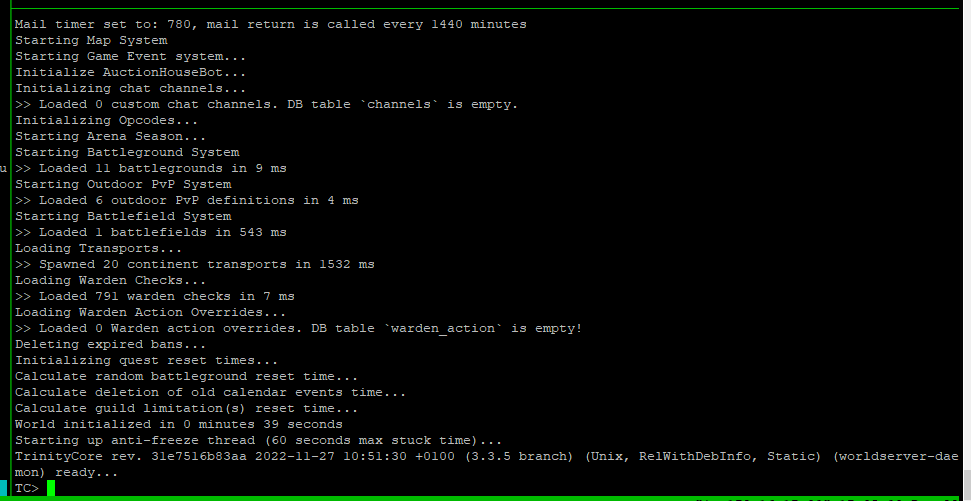 Mail timer set to: 780, mail return is called every 1440 minutes
Starting Map System
Starting Game Event system...
Initialize AuctionHouseBot...
Initializing chat channels...
>> Loaded 0 custom chat channels. DB table `channels` is empty.
Initializing Opcodes...
Starting Arena Season...
Starting Battleground System
u >> Loaded 11 battlegrounds in 9 ms
Starting Outdoor PvP System
>> Loaded 6 outdoor PvP definitions in 4 ms
Starting Battlefield System
>> Loaded 1 battlefields in 543 ms
Loading Transports...
>> Spawned 20 continent transports in 1532 ms
Loading Warden Checks...
>> Loaded 791 warden checks in 7 ms
Loading Warden Action Overrides...
>> Loaded 0 Warden action overrides. DB table `warden_action` is empty!
Deleting expired bans...
Initializing quest reset times...
Calculate random battleground reset time...
Calculate deletion of old calendar events time...
Calculate guild limitation(s) reset time...
World initialized in 0 minutes 39 seconds
Starting up anti-freeze thread (60 seconds max stuck time)...
TrinityCore rev. 31e7516b83aa 2022-11-27 10:51:30 +0100 (3.3.5 branch) (Unix, RelWithDebInfo, Static) (worldserver-dae
mon) ready...
TC>